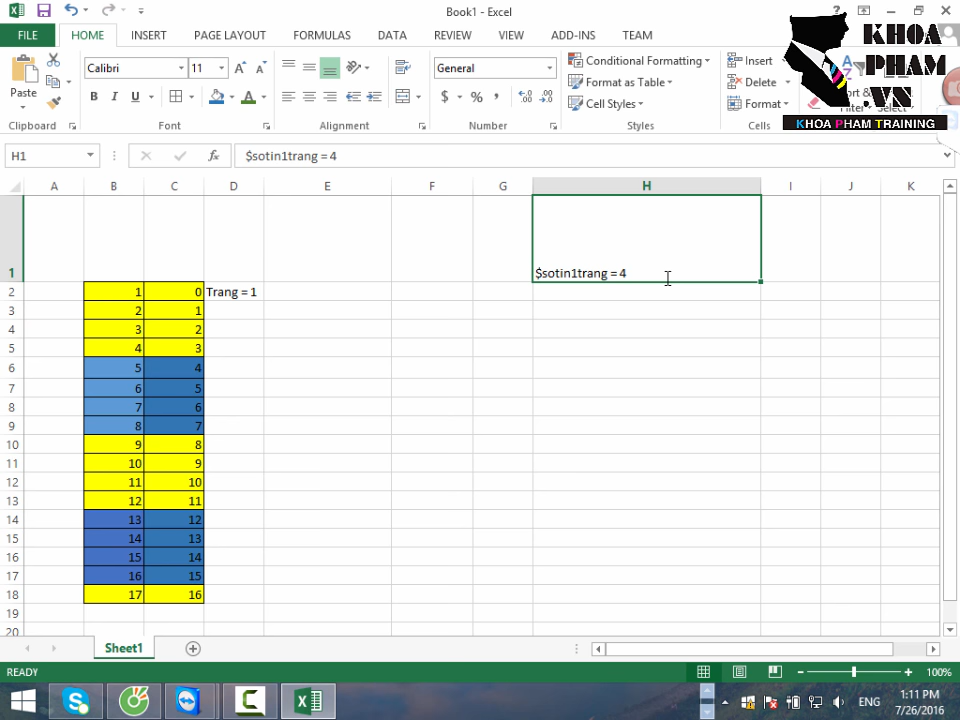 Book1 - Excel
FILE HOME INSERT PAGE LAYOUT FORMULAS DATA REVIEW VIEW ADD-INS TEAM
KHOA
PHAM
.VN
KHOA PHAM TRAINING
Paste
Calibri 11
B I U
General
$ % ,
Conditional Formatting
Format as Table
Cell Styles
Insert
Delete
Format
Clipboard Font Alignment Number Styles Cells
H1 fx $sotin1trang = 4
A B C D E F G H I J K
1 $sotin1trang = 4
2 1 0 Trang = 1
3 2 1
4 3 2
5 4 3
6 5 4
7 6 5
8 7 6
9 8 7
10 9 8
11 10 9
12 11 10
13 12 11
14 13 12
15 14 13
16 15 14
17 16 15
18 17 16
19
20
Sheet1
READY 100%
ENG 1:11 PM
7/26/2016